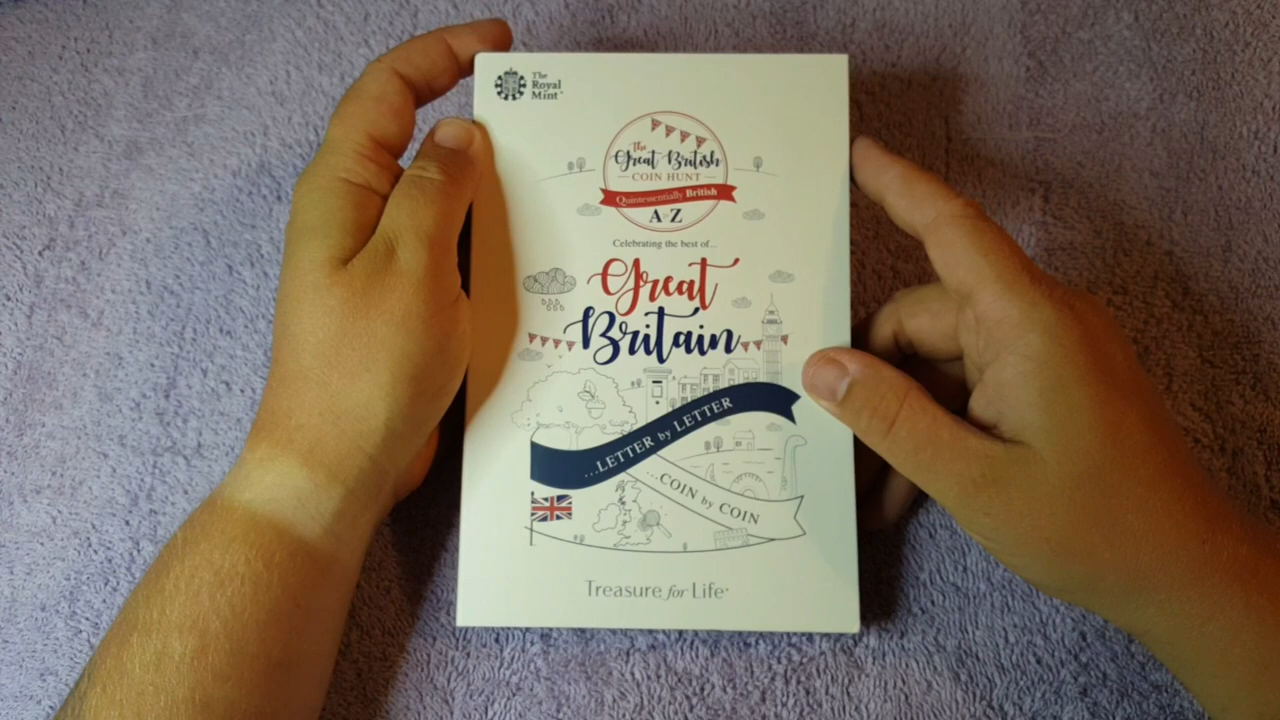 The
Royal
Mint
the
Great British
COIN HUNT
Quintessentially British
A to Z
Celebrating the best of...
Great
Britain
...LETTER by LETTER
...COIN by COIN
Treasure for Life